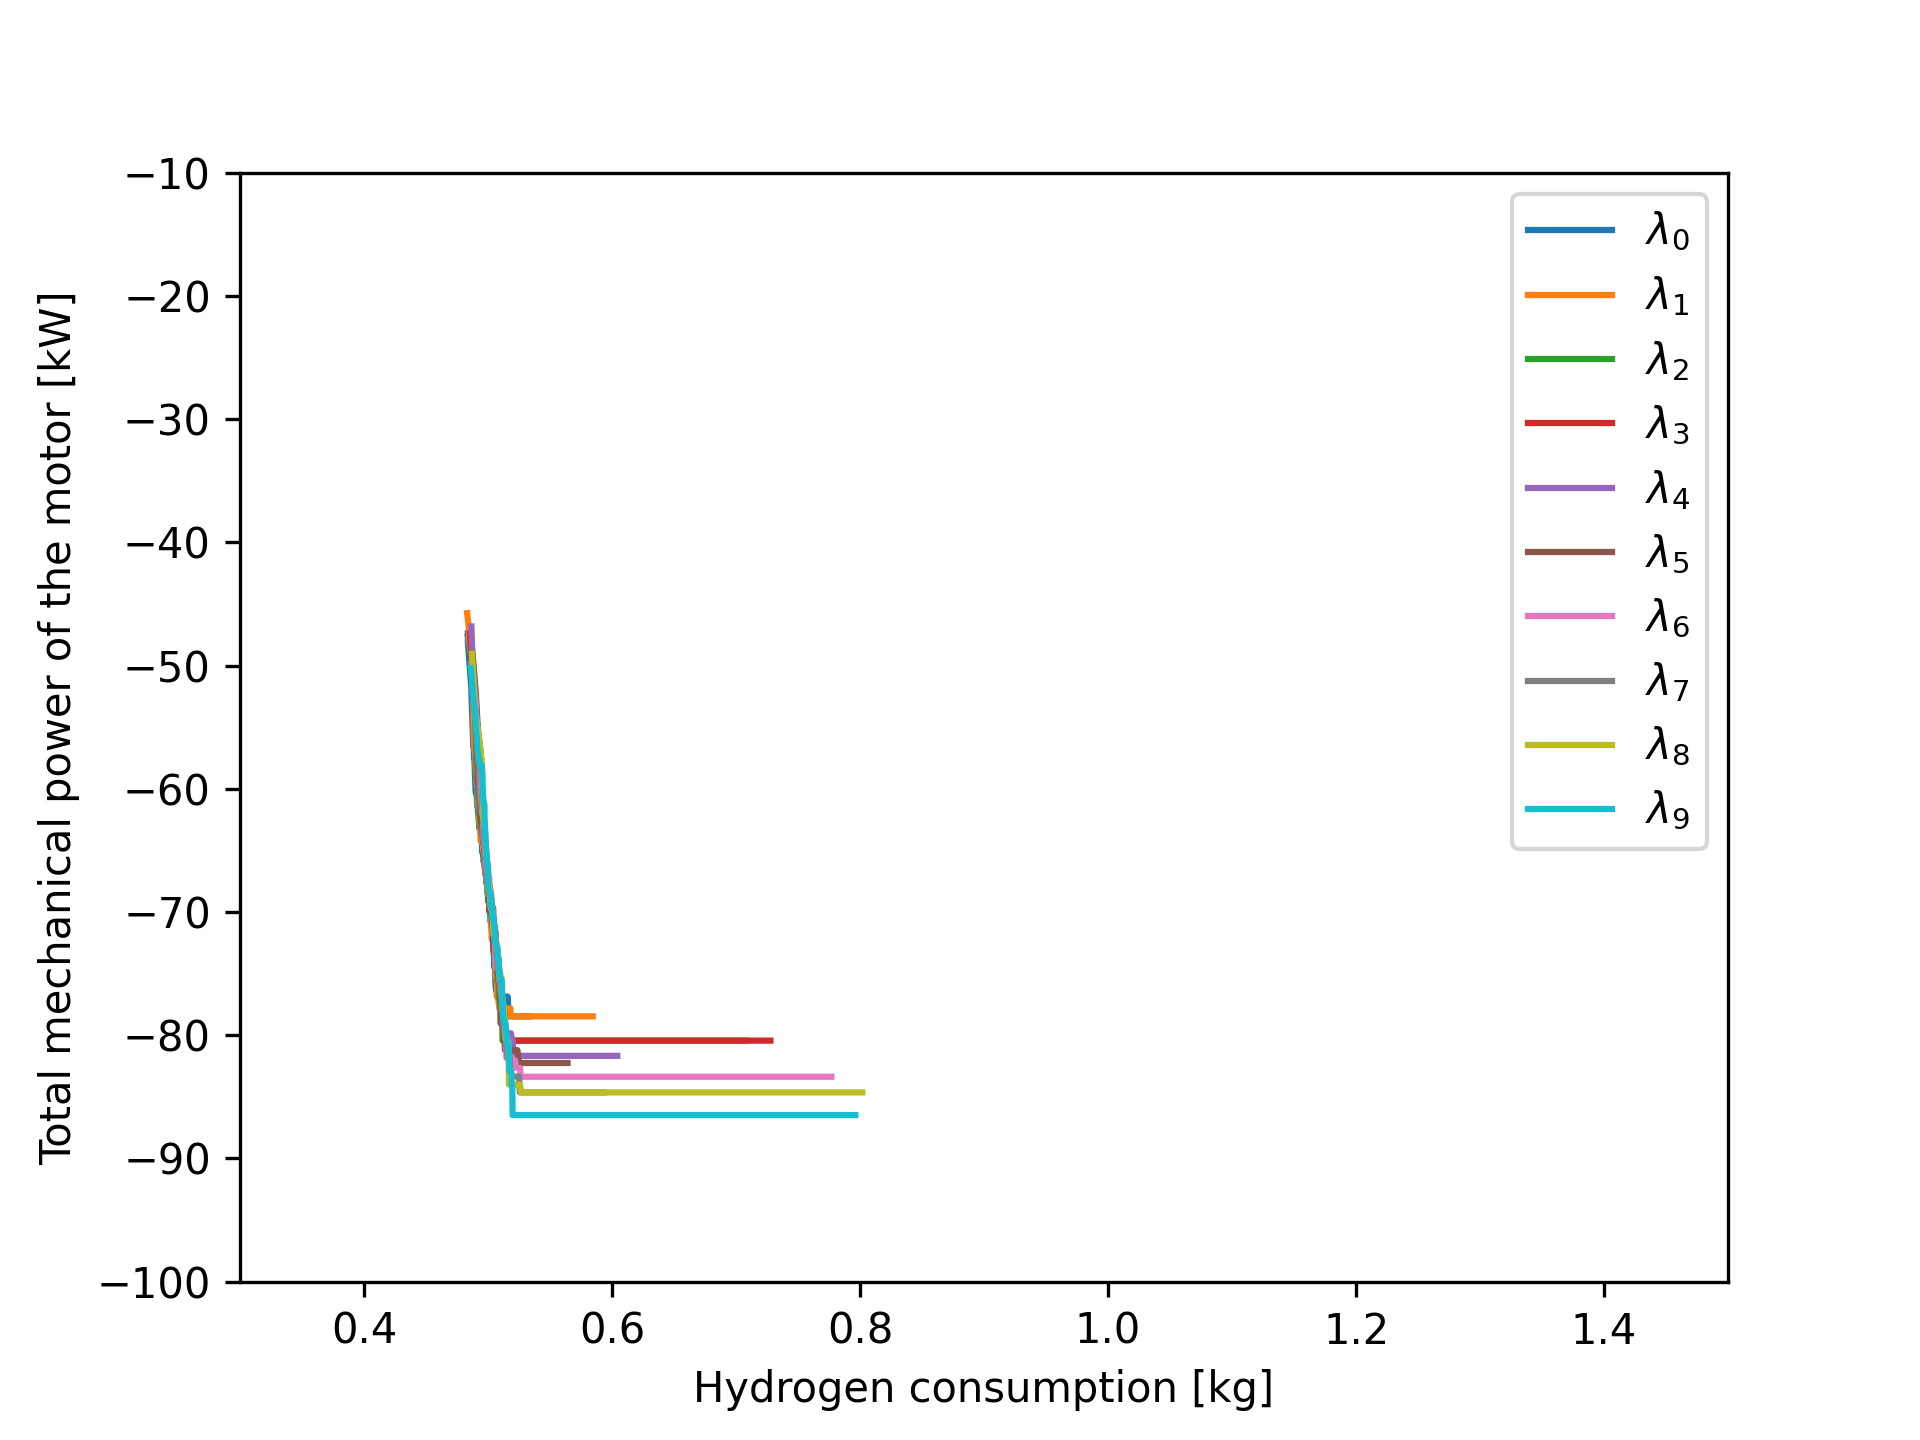 −10
−20
−30
−40
−50
−60
−70
−80
−90
−100
Total mechanical power of the motor [kW]
λ₀
λ₁
λ₂
λ₃
λ₄
λ₅
λ₆
λ₇
λ₈
λ₉
0.4 0.6 0.8 1.0 1.2 1.4
Hydrogen consumption [kg]